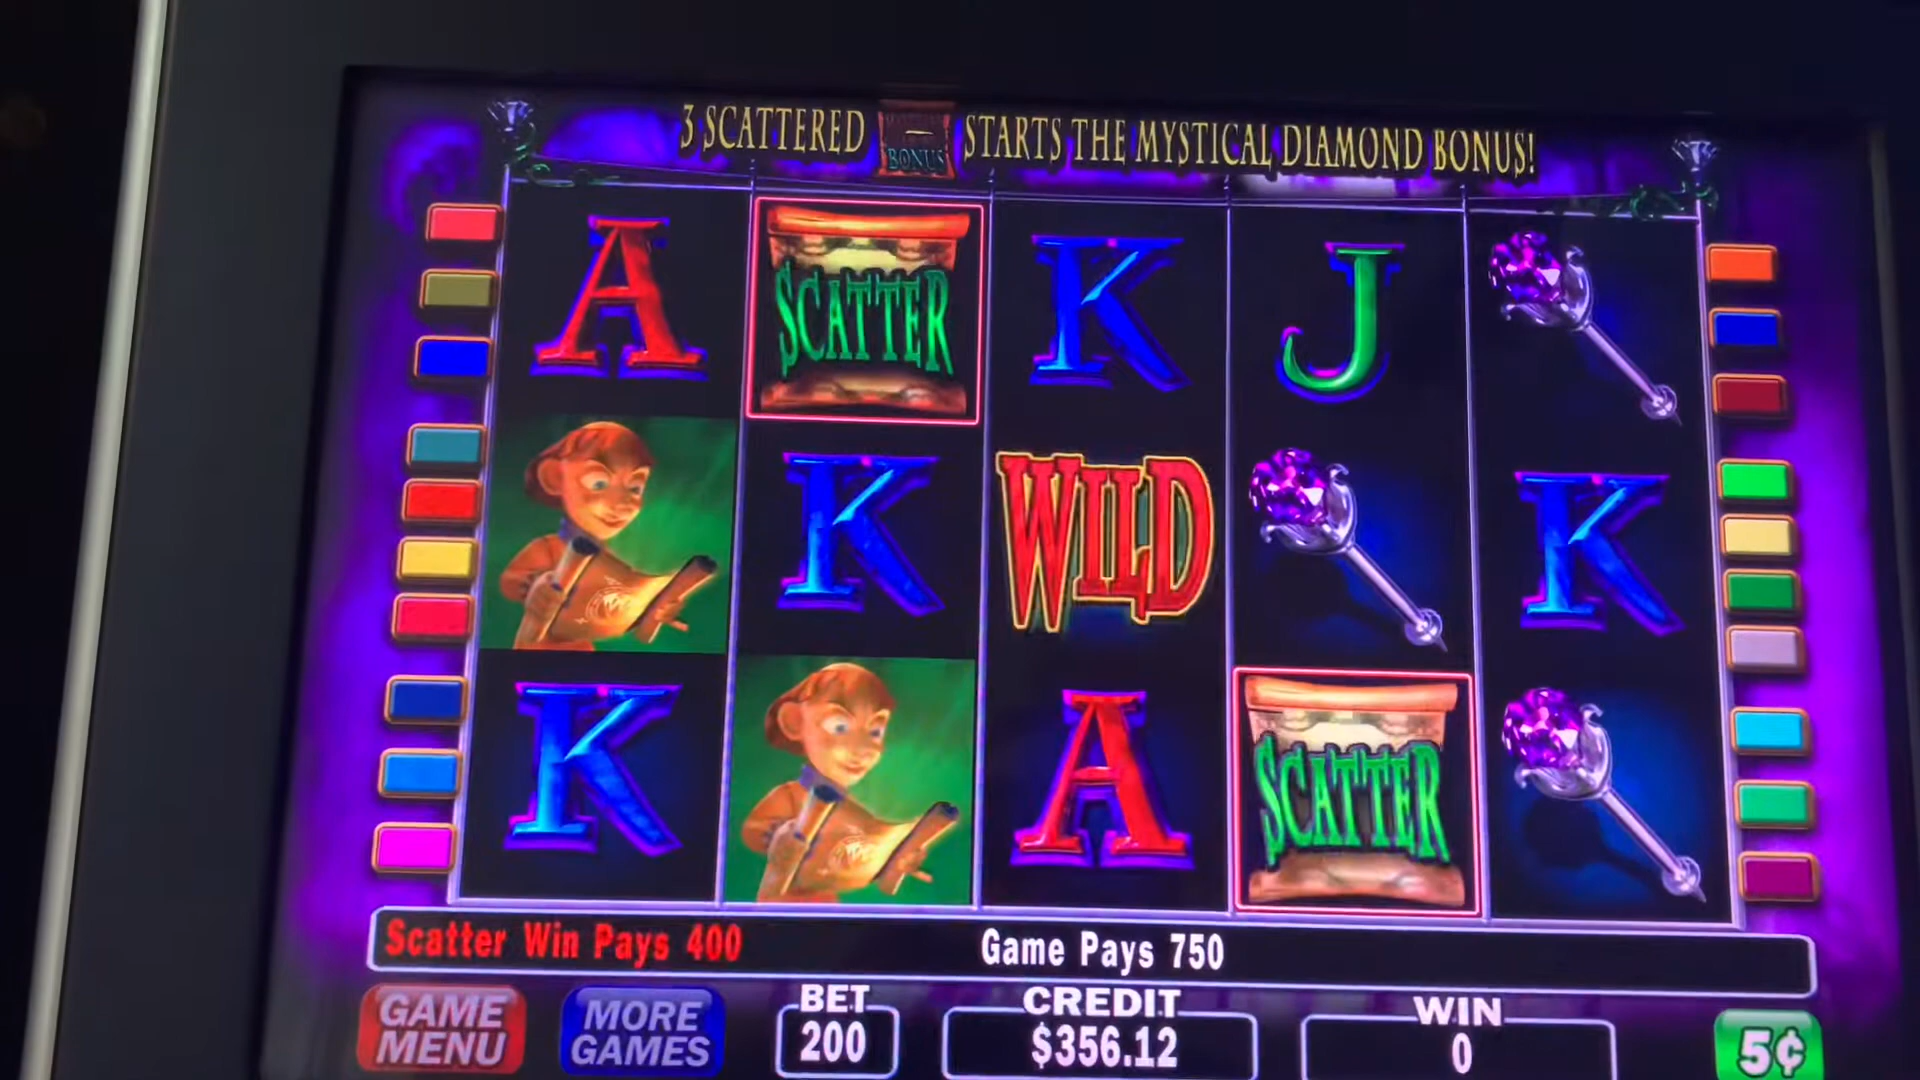 3 SCATTERED BONUS STARTS THE MYSTICAL DIAMOND BONUS!
A SCATTER K J
K WILD K
K A SCATTER
Scatter Win Pays 400 Game Pays 750
GAME MENU
MORE GAMES
BET
200
CREDIT
$356.12
WIN
0
5¢